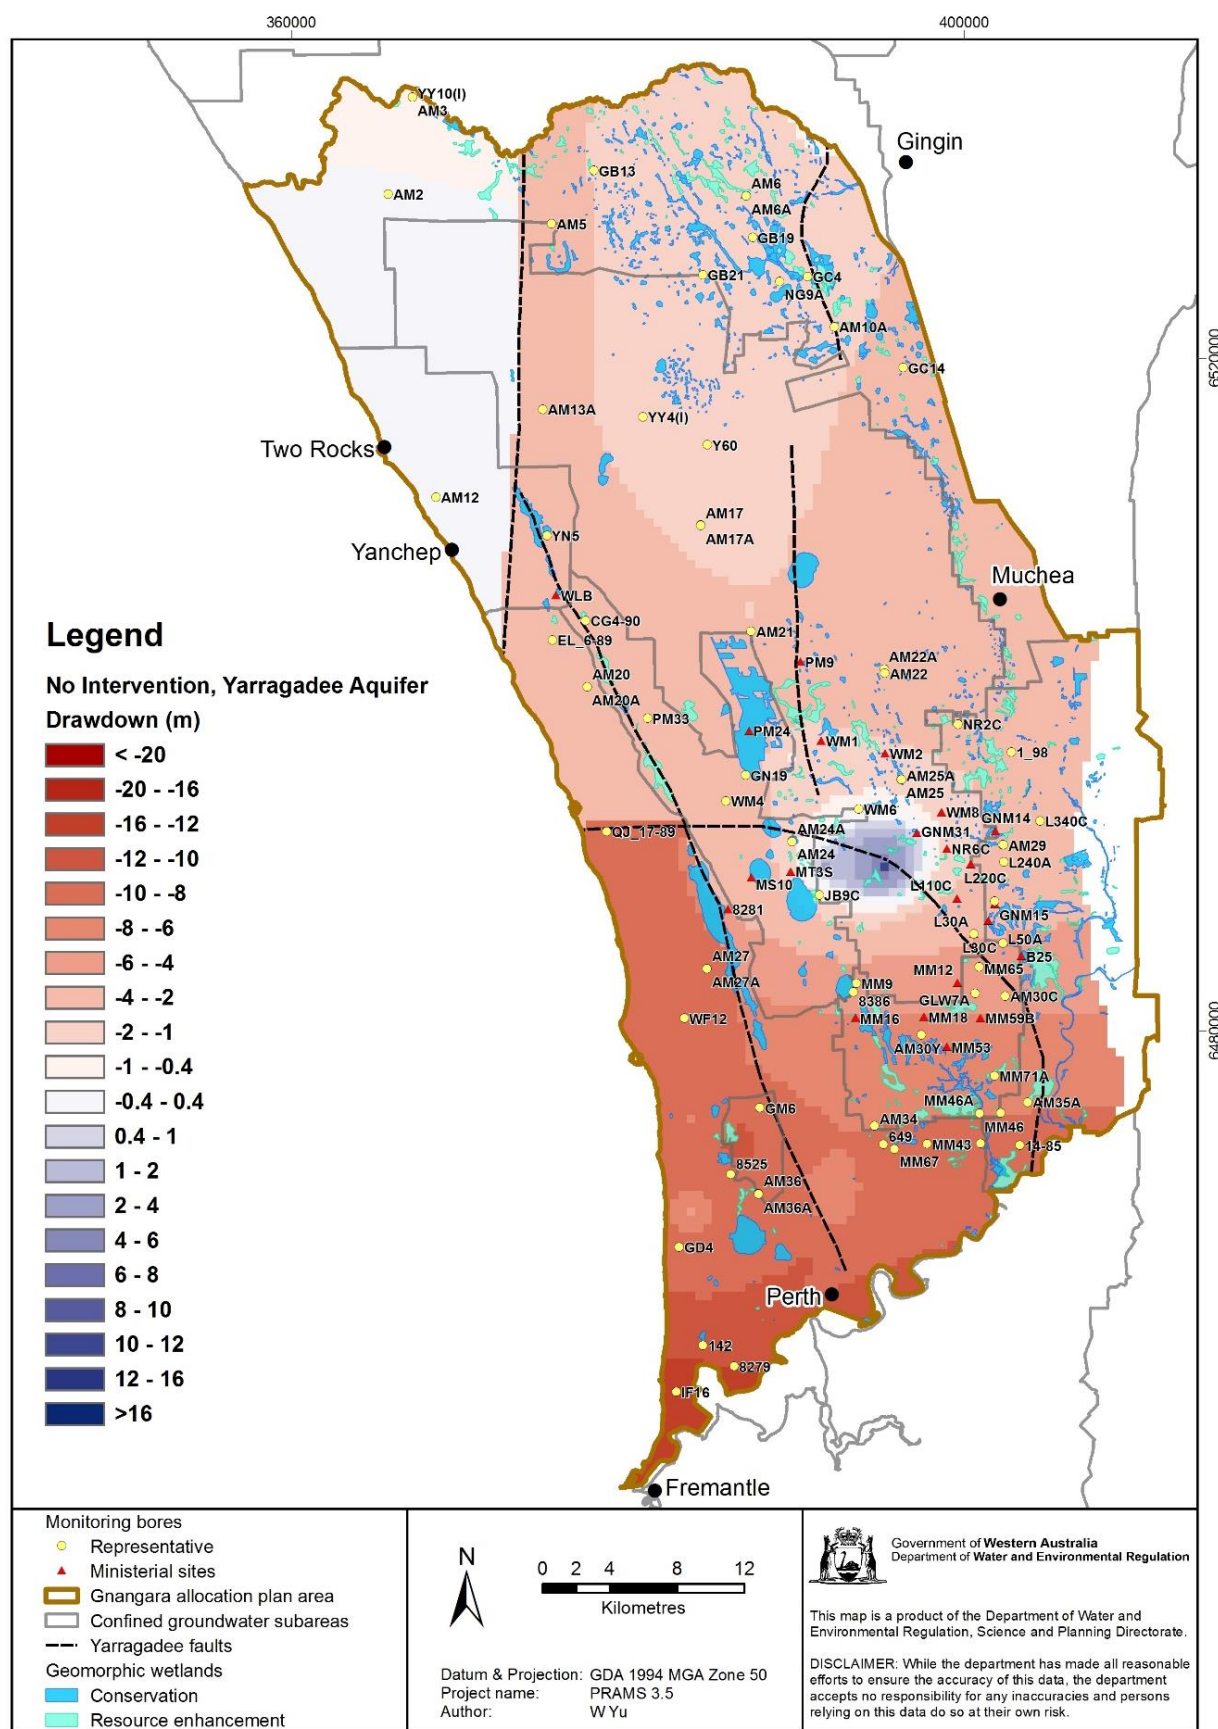 360000
400000
YY10(I)
AM3
Gingin
GB13
AM2
AM6
AM6A
AM5
GB19
GB21
GC4
NG9A
AM10A
6520000
GC14
AM13A
YY4(I)
Two Rocks
Y60
AM12
AM17
AM17A
YN5
Yanchep
Muchea
WLB
CG4-90
Legend
EL_6-89
AM21
No Intervention, Yarragadee Aquifer
Drawdown (m)
PM9
AM22A
AM22
AM20
AM20A
PM33
NR2C
PM24
WM1
1_98
WM2
GN19
AM25A
AM25
WM4
WM6
WM8
GNM14
L340C
QJ_17-89
AM24A
GNM31
AM24
NR6C
AM29
L240A
MT3S
L220C
MS10
L110C
JB9C
8281
GNM15
L30A
L80C
L50A
B25
AM27
AM27A
MM12
MM65
MM9
8386
GLW7A
AM30C
WF12
MM16
MM18
MM59B
6480000
AM30Y
MM53
MM71A
MM46A
AM35A
GM6
AM34
MM46
649
MM43
14-85
MM67
8525
AM36
AM36A
GD4
Perth
142
8279
IF16
Fremantle
< -20
-20 - -16
-16 - -12
-12 - -10
-10 - -8
-8 - -6
-6 - -4
-4 - -2
-2 - -1
-1 - -0.4
-0.4 - 0.4
0.4 - 1
1 - 2
2 - 4
4 - 6
6 - 8
8 - 10
10 - 12
12 - 16
>16
Monitoring bores
Representative
Ministerial sites
Gnangara allocation plan area
Confined groundwater subareas
Yarragadee faults
Geomorphic wetlands
Conservation
Resource enhancement
N
0 2 4 8 12
Kilometres
Datum & Projection: GDA 1994 MGA Zone 50
Project name: PRAMS 3.5
Author: W Yu
Government of Western Australia
Department of Water and Environmental Regulation
This map is a product of the Department of Water and
Environmental Regulation, Science and Planning Directorate.
DISCLAIMER: While the department has made all reasonable
efforts to ensure the accuracy of this data, the department
accepts no responsibility for any inaccuracies and persons
relying on this data do so at their own risk.